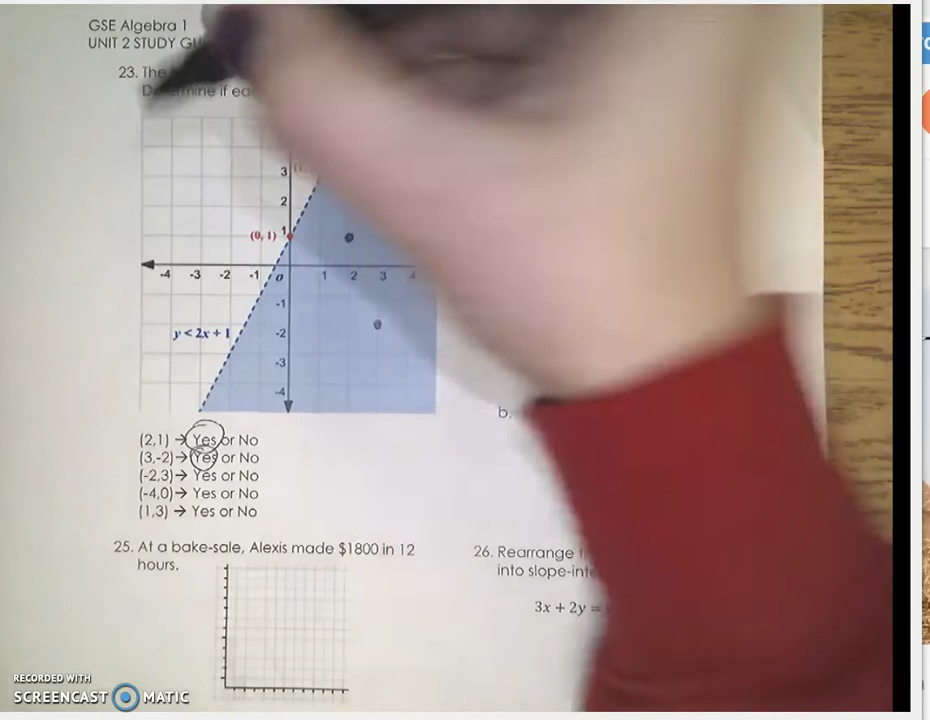 GSE Algebra 1
UNIT 2 STUDY
23. The
if
3
2
(0, 1) 1
-4 -3 -2 -1 0 1 2 3
-1
y < 2x + 1 -2
-3
-4
b.
(2,1) → Yes or No
(3,-2) → Yes or No
(-2,3) → Yes or No
(-4,0) → Yes or No
(1,3) → Yes or No
25. At a bake-sale, Alexis made $1800 in 12
hours.
26. Rearrange
into
3x + 2y =
RECORDED WITH
SCREENCAST MATIC